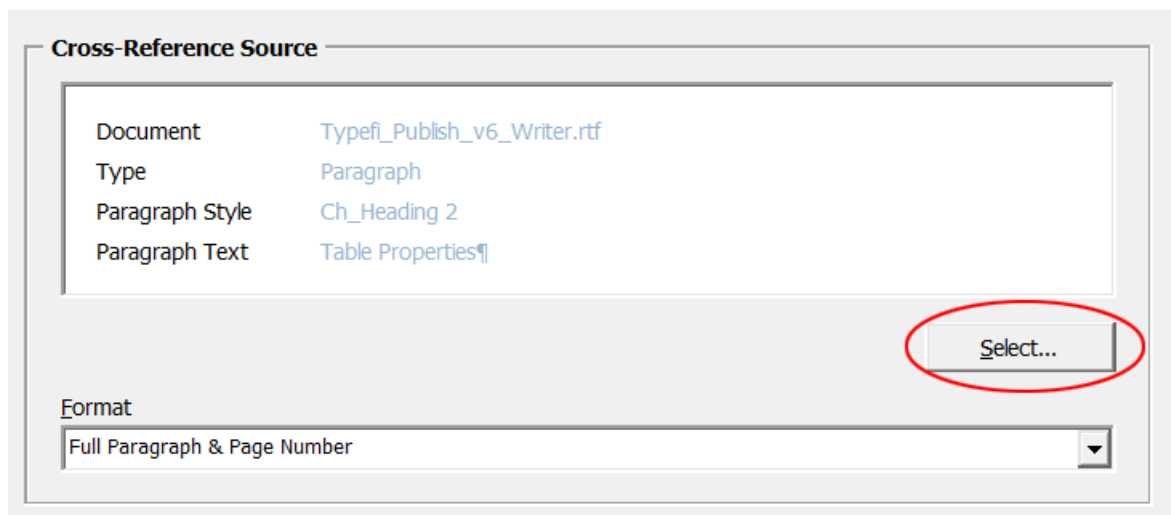 Cross-Reference Source
Document Typefi_Publish_v6_Writer.rtf
Type Paragraph
Paragraph Style Ch_Heading 2
Paragraph Text Table Properties¶
Select...
Format
Full Paragraph & Page Number